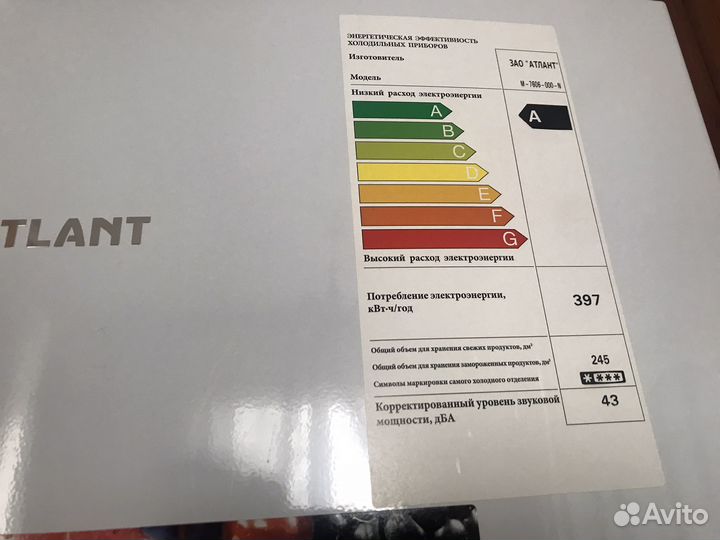 TLANT
ЭНЕРГЕТИЧЕСКАЯ ЭФФЕКТИВНОСТЬ
ХОЛОДИЛЬНЫХ ПРИБОРОВ
Изготовитель
ЗАО "АТЛАНТ"
Модель
М-7606-000-N
Низкий расход электроэнергии
A
A
B
C
D
E
F
G
Высокий расход электроэнергии
Потребление электроэнергии,
кВт·ч/год
397
Общий объем для хранения свежих продуктов, дм³
Общий объем для хранения замороженных продуктов, дм³
245
Символы маркировки самого холодного отделения
****
Корректированный уровень звуковой
мощности, дБА
43
Avito